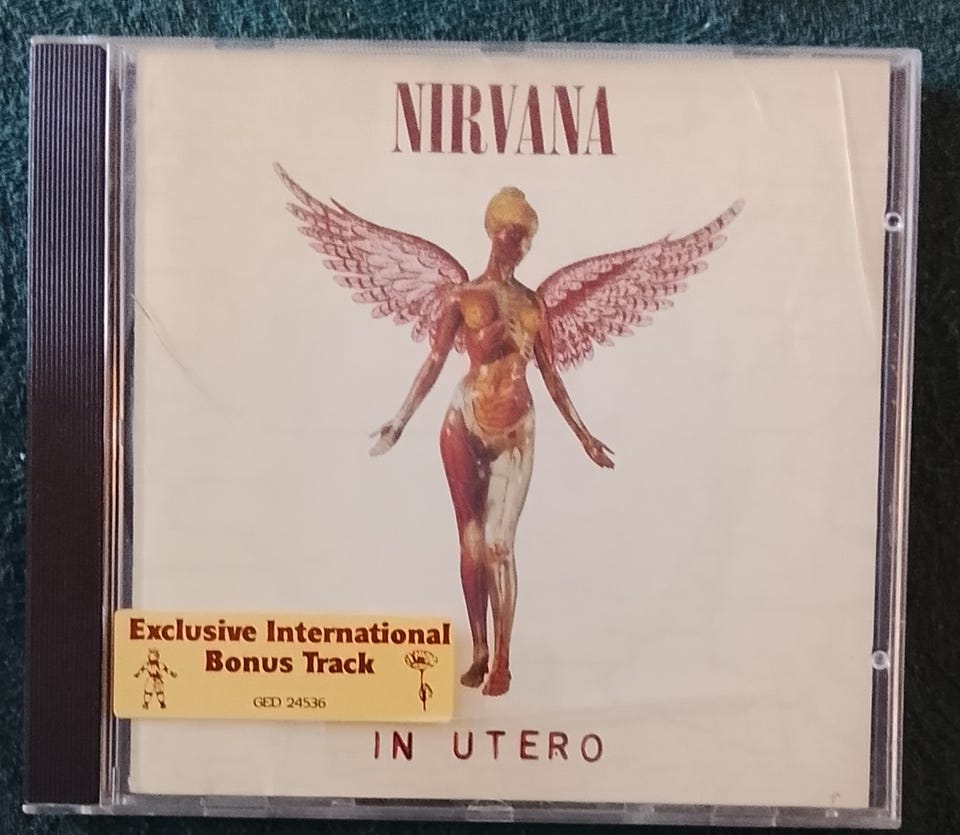 NIRVANA
Exclusive International
Bonus Track
GED 24536
IN UTERO